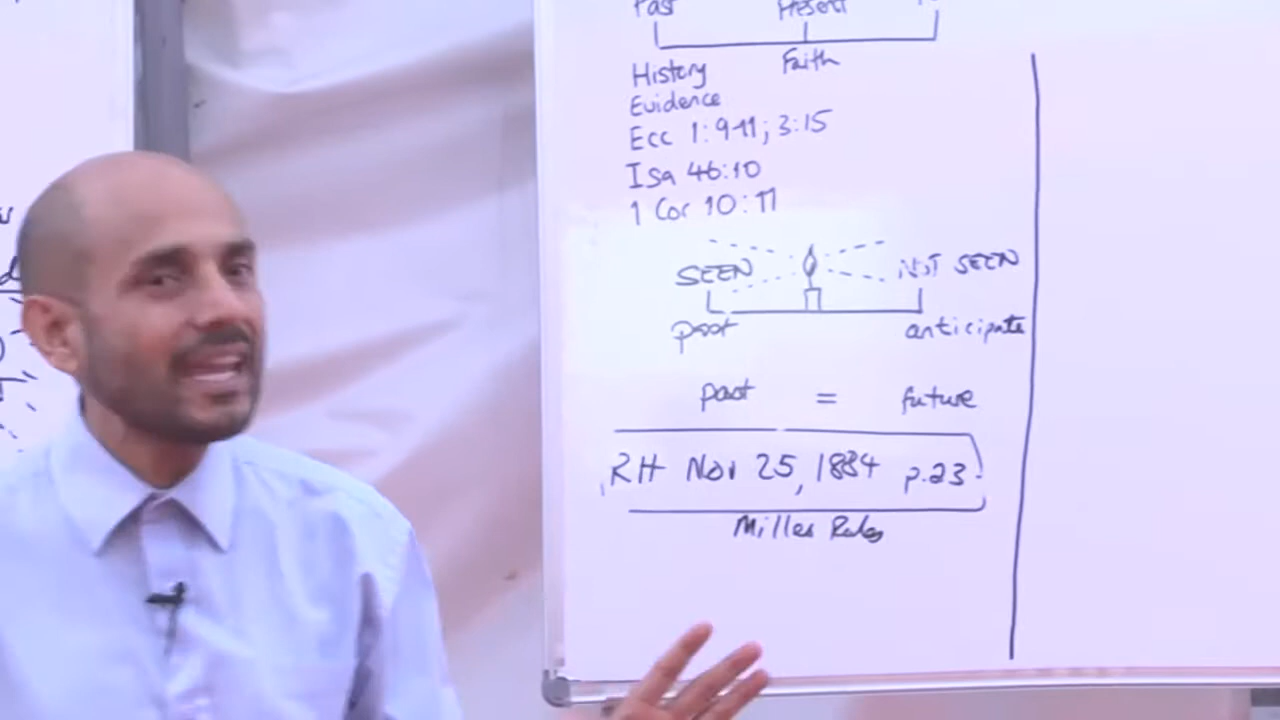 Past Present
Faith
History
Evidence
Ecc 1:9-11; 3:15
Isa 46:10
1 Cor 10:11
SEEN NOT SEEN
past anticipate
past = future
RH Nov 25, 1884 p.23
Miller Rules